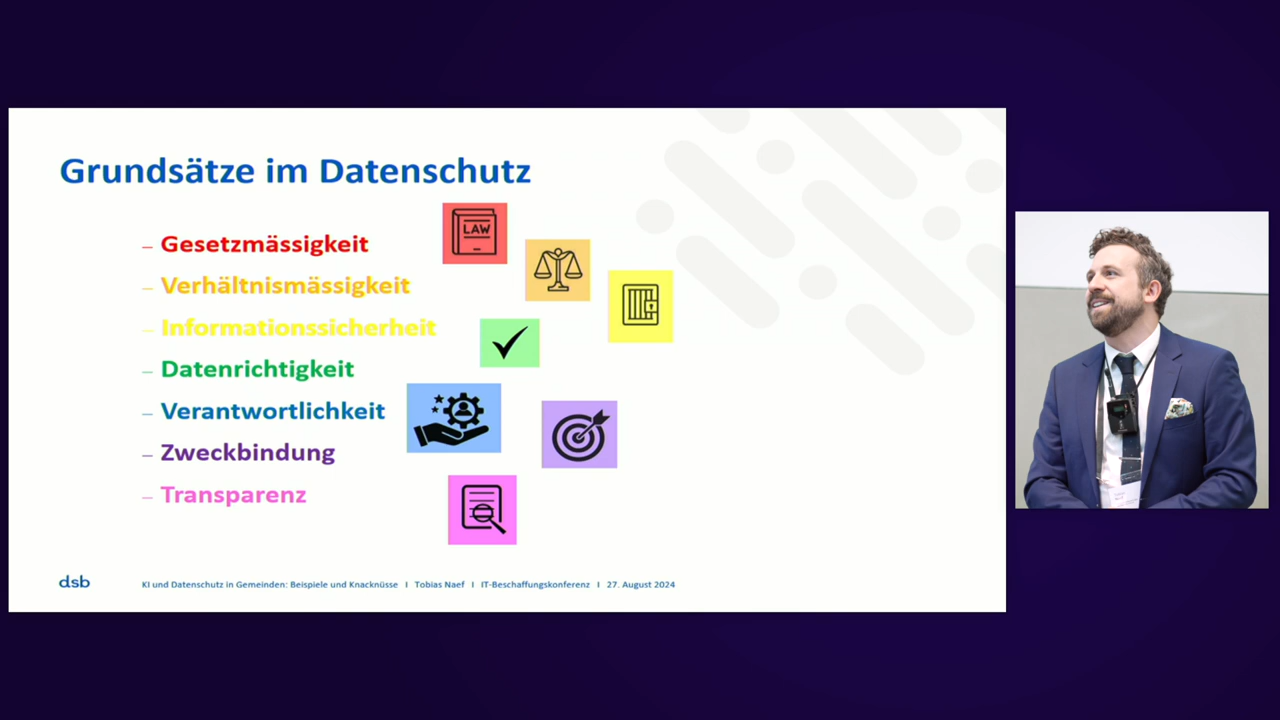 Grundsätze im Datenschutz
– Gesetzmässigkeit
LAW
– Verhältnismässigkeit
– Informationssicherheit
– Datenrichtigkeit
– Verantwortlichkeit
– Zweckbindung
– Transparenz
dsb
KI und Datenschutz in Gemeinden: Beispiele und Knacknüsse I Tobias Naef I IT-Beschaffungskonferenz I 27. August 2024